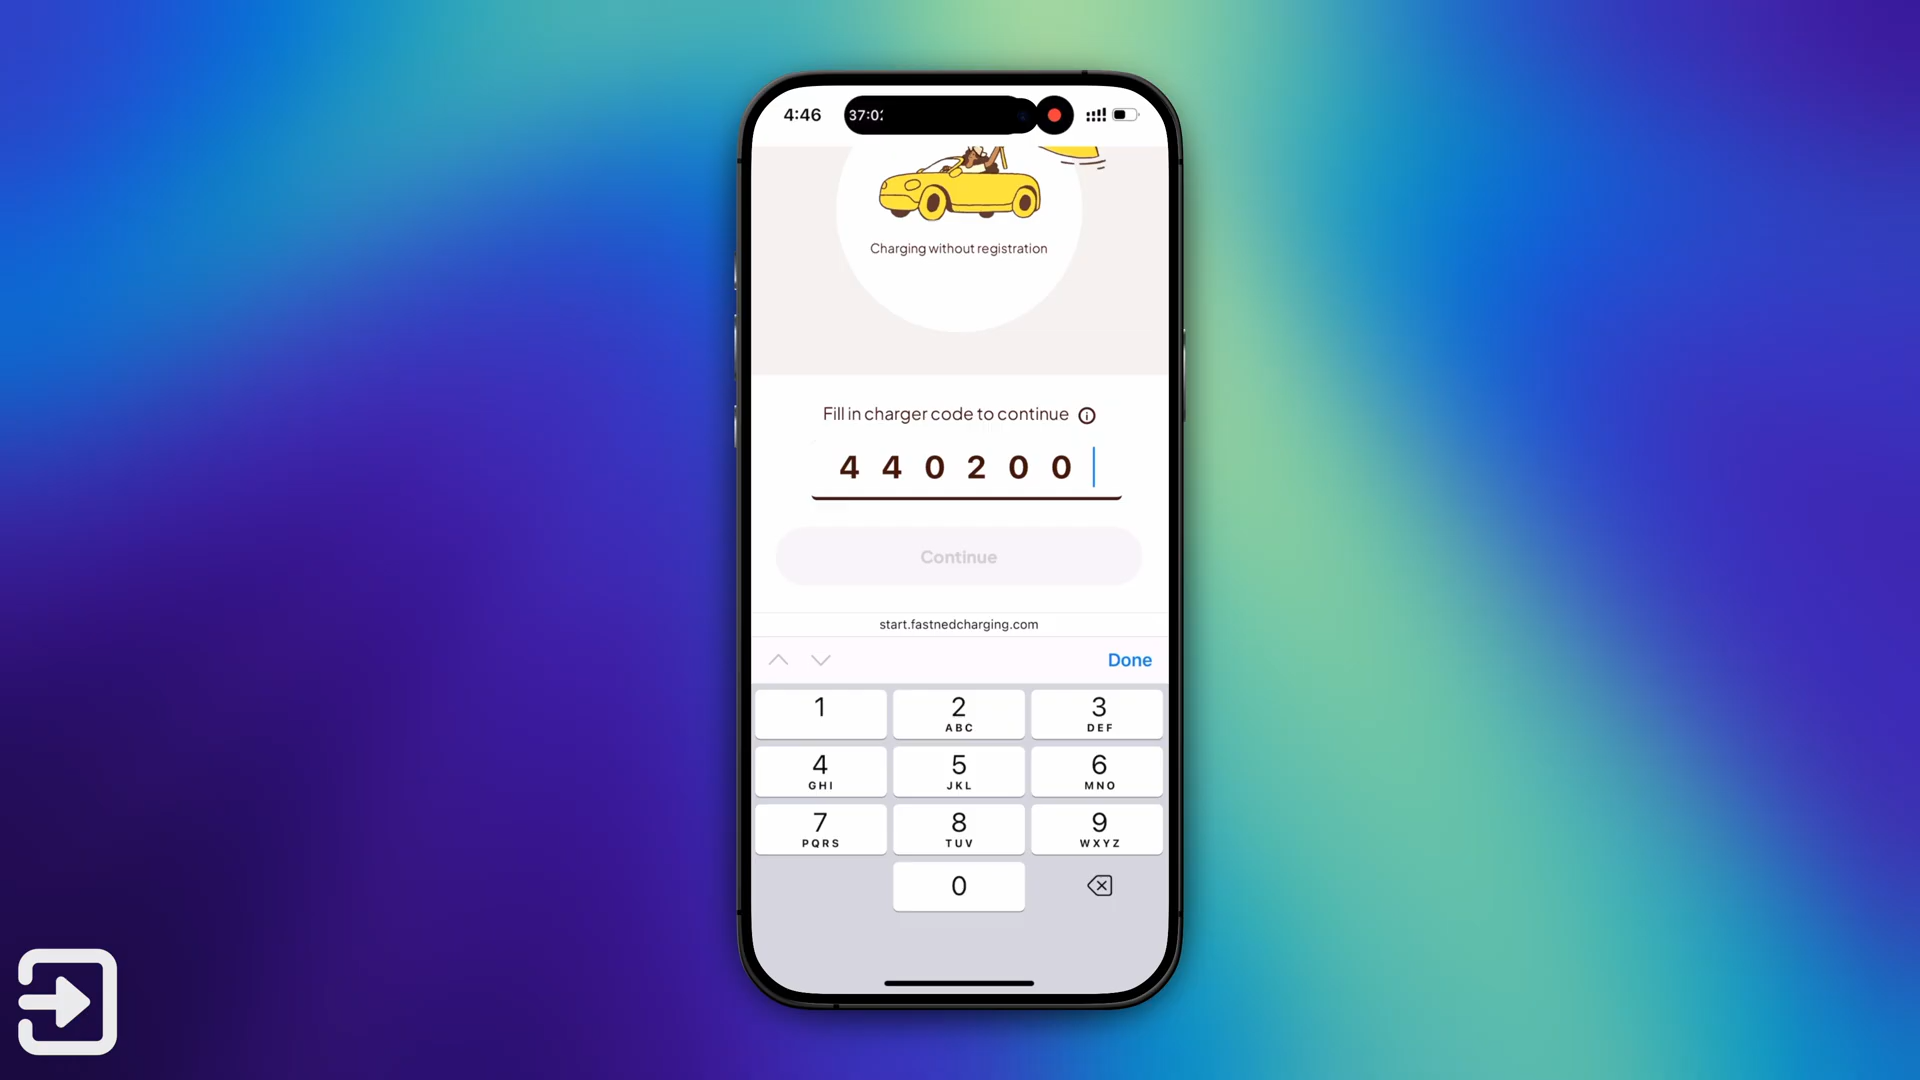 4:46 37:02
Charging without registration
Fill in charger code to continue
4 4 0 2 0 0
Continue
start.fastnedcharging.com
Done
1 2 3
ABC DEF
4 5 6
GHI JKL MNO
7 8 9
PQRS TUV WXYZ
0